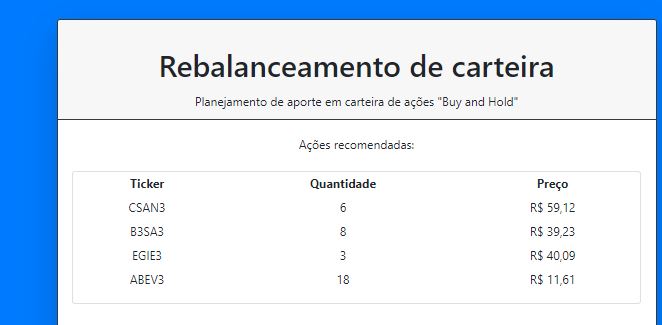 Rebalanceamento de carteira
Planejamento de aporte em carteira de ações "Buy and Hold"
Ações recomendadas:
Ticker Quantidade Preço
CSAN3 6 R$ 59,12
B3SA3 8 R$ 39,23
EGIE3 3 R$ 40,09
ABEV3 18 R$ 11,61